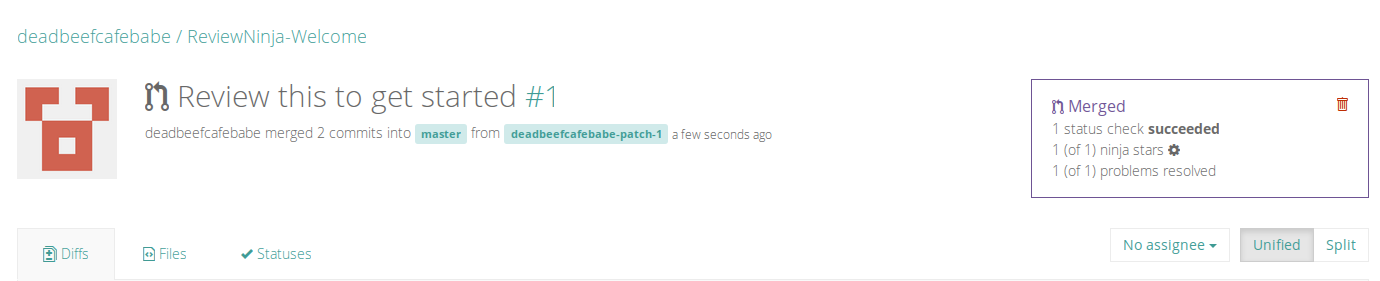 deadbeefcafebabe / ReviewNinja-Welcome
Review this to get started #1
deadbeefcafebabe merged 2 commits into master from deadbeefcafebabe-patch-1 a few seconds ago
Merged
1 status check succeeded
1 (of 1) ninja stars
1 (of 1) problems resolved
Diffs Files Statuses
No assignee Unified Split